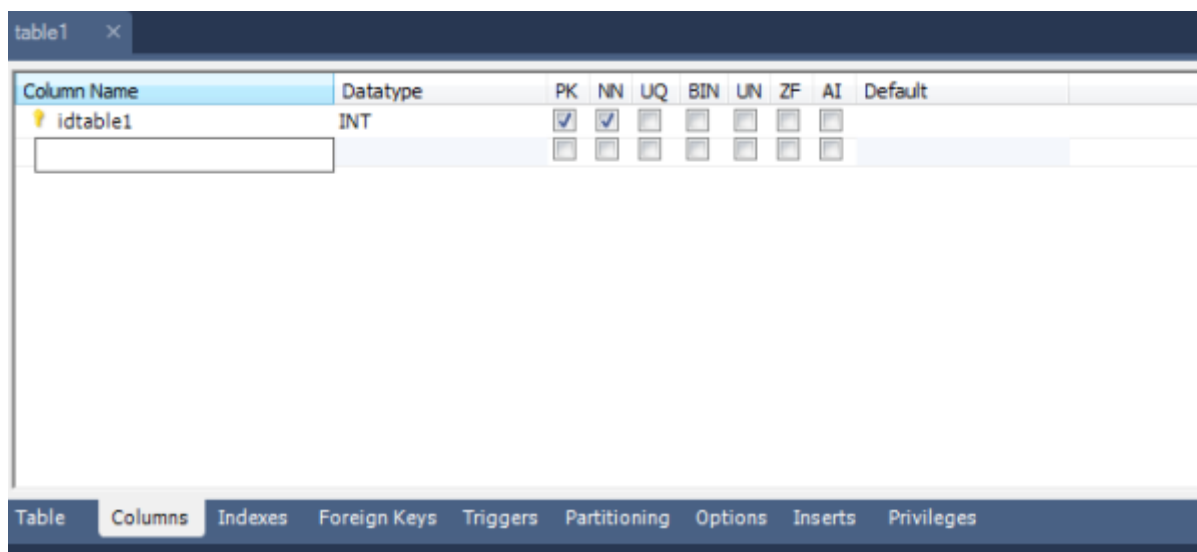 table1 ×
Column Name Datatype PK NN UQ BIN UN ZF AI Default
idtable1 INT
Table Columns Indexes Foreign Keys Triggers Partitioning Options Inserts Privileges